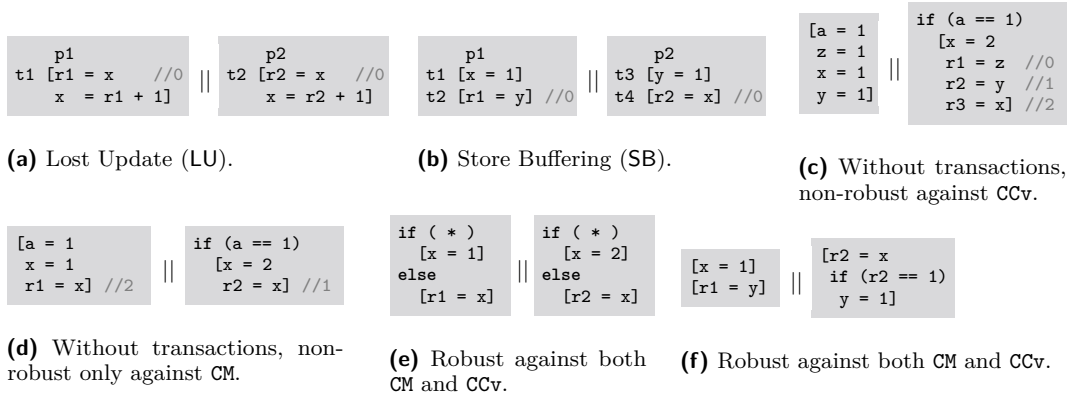 p1
t1 [r1 = x //0
x = r1 + 1]
||
p2
t2 [r2 = x //0
x = r2 + 1]
(a) Lost Update (LU).
p1
t1 [x = 1]
t2 [r1 = y] //0
||
p2
t3 [y = 1]
t4 [r2 = x] //0
(b) Store Buffering (SB).
[a = 1
z = 1
x = 1
y = 1]
||
if (a == 1)
[x = 2
r1 = z //0
r2 = y //1
r3 = x] //2
(c) Without transactions,
non-robust against CCv.
[a = 1
x = 1
r1 = x] //2
||
if (a == 1)
[x = 2
r2 = x] //1
(d) Without transactions, non-
robust only against CM.
if ( * )
[x = 1]
else
[r1 = x]
||
if ( * )
[x = 2]
else
[r2 = x]
(e) Robust against both
CM and CCv.
[x = 1]
[r1 = y]
||
[r2 = x
if (r2 == 1)
y = 1]
(f) Robust against both CM and CCv.